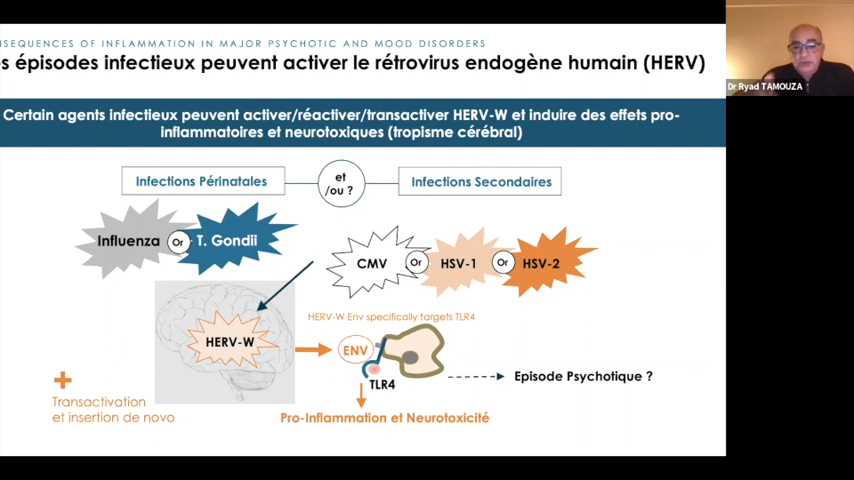 NSEQUENCES OF INFLAMMATION IN MAJOR PSYCHOTIC AND MOOD DISORDERS
s épisodes infectieux peuvent activer le rétrovirus endogène humain (HERV)
Dr Ryad TAMOUZA
Certain agents infectieux peuvent activer/réactiver/transactiver HERV-W et induire des effets pro-
inflammatoires et neurotoxiques (tropisme cérébral)
Infections Périnatales
et
/ou ?
Infections Secondaires
Influenza
Or
T. Gondii
CMV
Or
HSV-1
Or
HSV-2
HERV-W Env specifically targets TLR4
HERV-W
ENV
TLR4
Episode Psychotique ?
+
Transactivation
et insertion de novo
Pro-Inflammation et Neurotoxicité